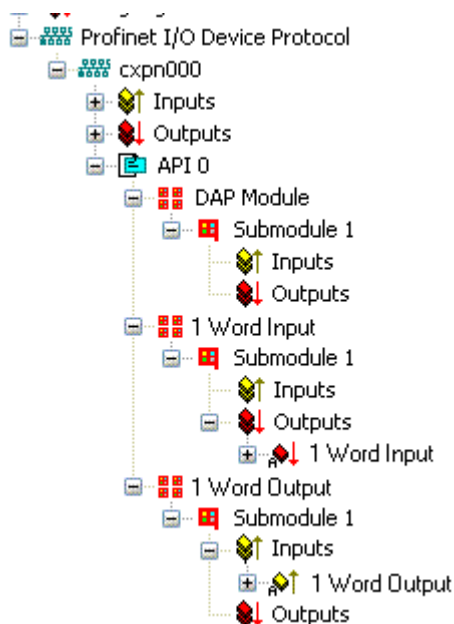 Profinet I/O Device Protocol
cxpn000
Inputs
Outputs
API 0
DAP Module
Submodule 1
Inputs
Outputs
1 Word Input
Submodule 1
Inputs
Outputs
1 Word Input
1 Word Output
Submodule 1
Inputs
1 Word Output
Outputs